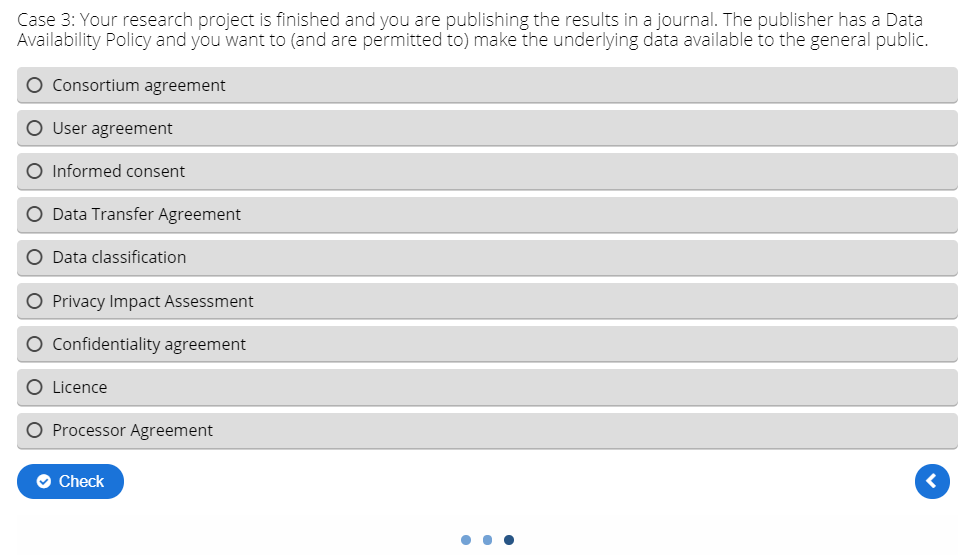 Case 3: Your research project is finished and you are publishing the results in a journal. The publisher has a Data
Availability Policy and you want to (and are permitted to) make the underlying data available to the general public.
Consortium agreement
User agreement
Informed consent
Data Transfer Agreement
Data classification
Privacy Impact Assessment
Confidentiality agreement
Licence
Processor Agreement
Check